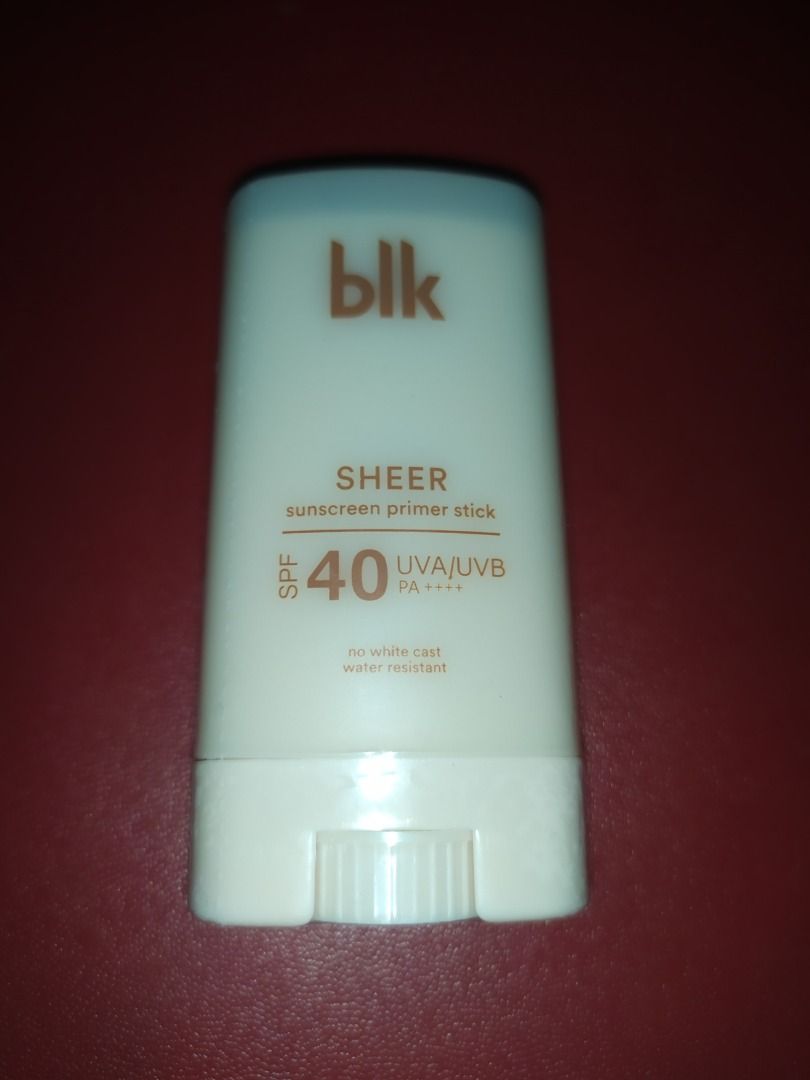 blk
SHEER
sunscreen primer stick
SPF 40 UVA/UVB
PA ++++
no white cast
water resistant